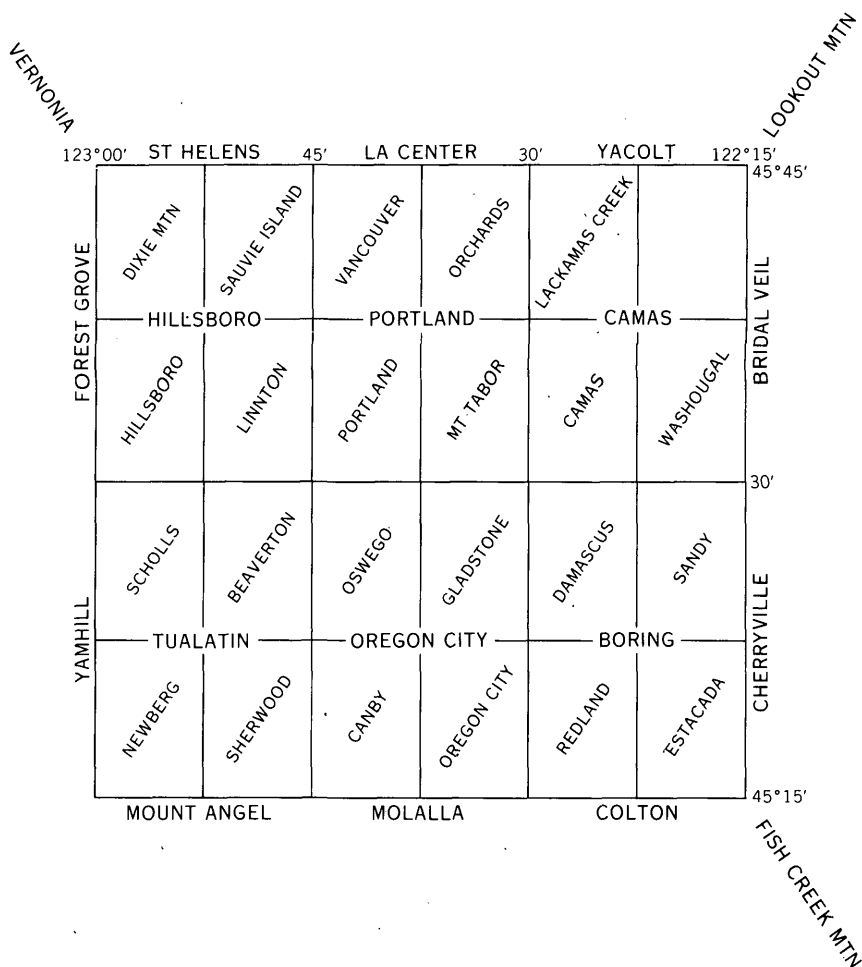 VERNONIA
LOOKOUT MTN
123°00' ST HELENS 45' LA CENTER 30' YACOLT 122°15'
45°45'
DIXIE MTN
SAUVIE ISLAND
VANCOUVER
ORCHARDS
LACKAMAS CREEK
FOREST GROVE
HILLSBORO
PORTLAND
CAMAS
BRIDAL VEIL
HILLSBORO
LINNTON
PORTLAND
MT TABOR
CAMAS
WASHOUGAL
30'
SCHOLLS
BEAVERTON
OSWEGO
GLADSTONE
DAMASCUS
SANDY
YAMHILL
TUALATIN
OREGON CITY
BORING
CHERRYVILLE
NEWBERG
SHERWOOD
CANBY
OREGON CITY
REDLAND
ESTACADA
45°15'
MOUNT ANGEL
MOLALLA
COLTON
FISH CREEK MTN